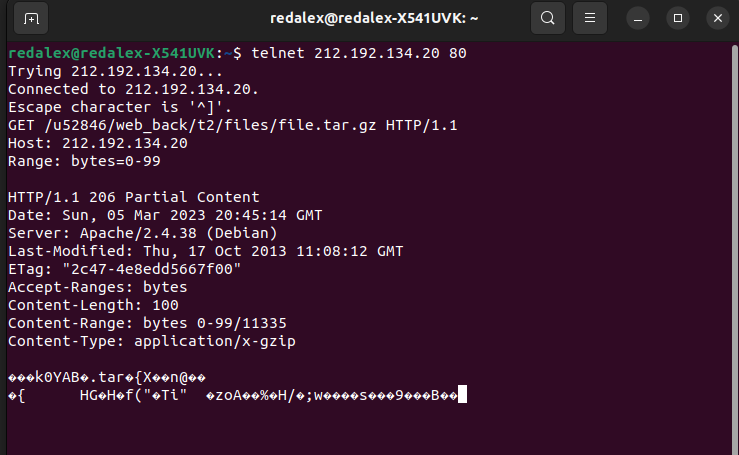 redalex@redalex-X541UVK: ~
redalex@redalex-X541UVK:~$ telnet 212.192.134.20 80
Trying 212.192.134.20...
Connected to 212.192.134.20.
Escape character is '^]'.
GET /u52846/web_back/t2/files/file.tar.gz HTTP/1.1
Host: 212.192.134.20
Range: bytes=0-99
HTTP/1.1 206 Partial Content
Date: Sun, 05 Mar 2023 20:45:14 GMT
Server: Apache/2.4.38 (Debian)
Last-Modified: Thu, 17 Oct 2013 11:08:12 GMT
ETag: "2c47-4e8edd5667f00"
Accept-Ranges: bytes
Content-Length: 100
Content-Range: bytes 0-99/11335
Content-Type: application/x-gzip
���k0YAB�.tar�{X��n@��
�{      HG�H�f("�Ti"  �zoA��%�H/�;w����s���9���B��